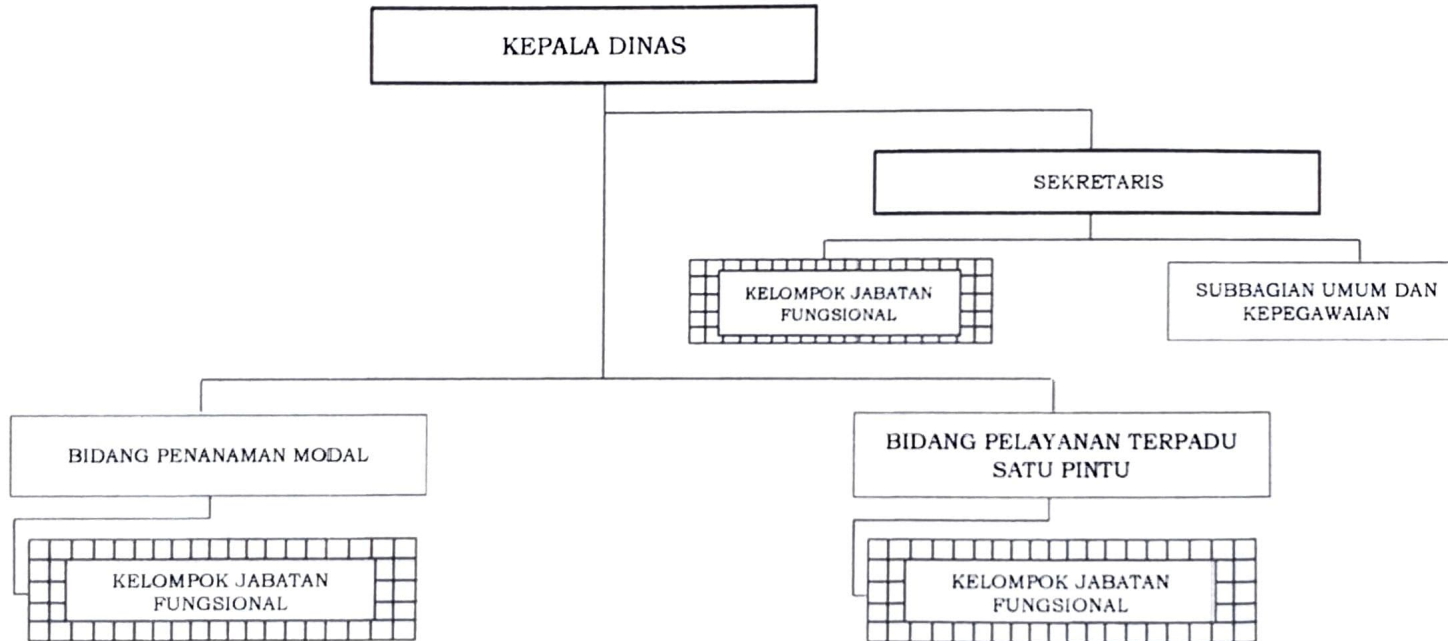 KEPALA DINAS
SEKRETARIS
KELOMPOK JABATAN
FUNGSIONAL
SUBBAGIAN UMUM DAN
KEPEGAWAIAN
BIDANG PENANAMAN MODAL
BIDANG PELAYANAN TERPADU
SATU PINTU
KELOMPOK JABATAN
FUNGSIONAL
KELOMPOK JABATAN
FUNGSIONAL